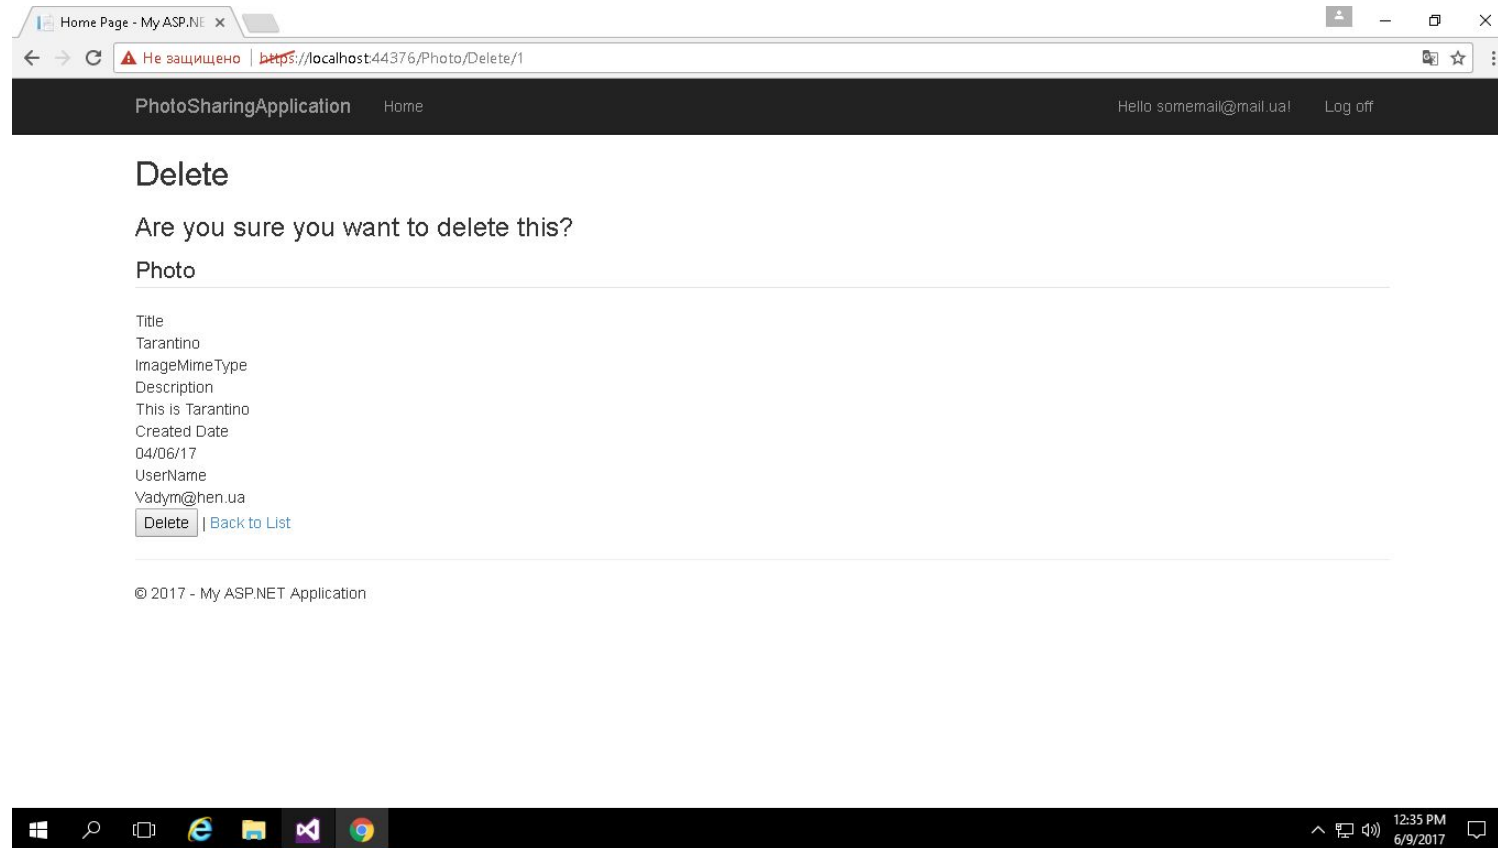 Home Page - My ASP.NE
Не защищено | https://localhost:44376/Photo/Delete/1
PhotoSharingApplication Home Hello somemail@mail.ua! Log off
Delete
Are you sure you want to delete this?
Photo
Title
Tarantino
ImageMimeType
Description
This is Tarantino
Created Date
04/06/17
UserName
Vadym@hen.ua
Delete | Back to List
© 2017 - My ASP.NET Application
12:35 PM
6/9/2017